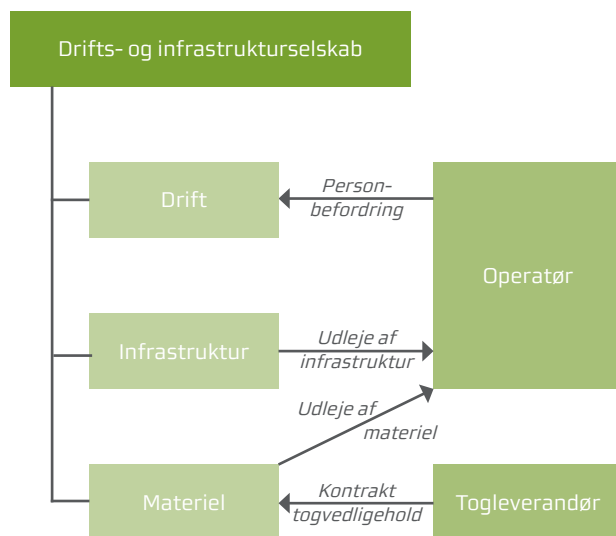 Drifts- og infrastrukturselskab
Drift
Person-
befordring
Operatør
Infrastruktur
Udleje af
infrastruktur
Udleje af
materiel
Materiel
Kontrakt
togvedligehold
Togleverandør